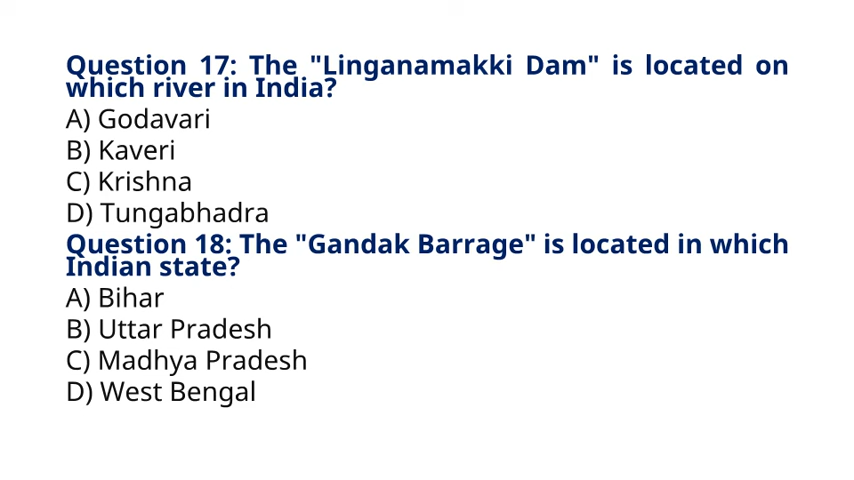 Question 17: The "Linganamakki Dam" is located on
which river in India?
A) Godavari
B) Kaveri
C) Krishna
D) Tungabhadra
Question 18: The "Gandak Barrage" is located in which
Indian state?
A) Bihar
B) Uttar Pradesh
C) Madhya Pradesh
D) West Bengal